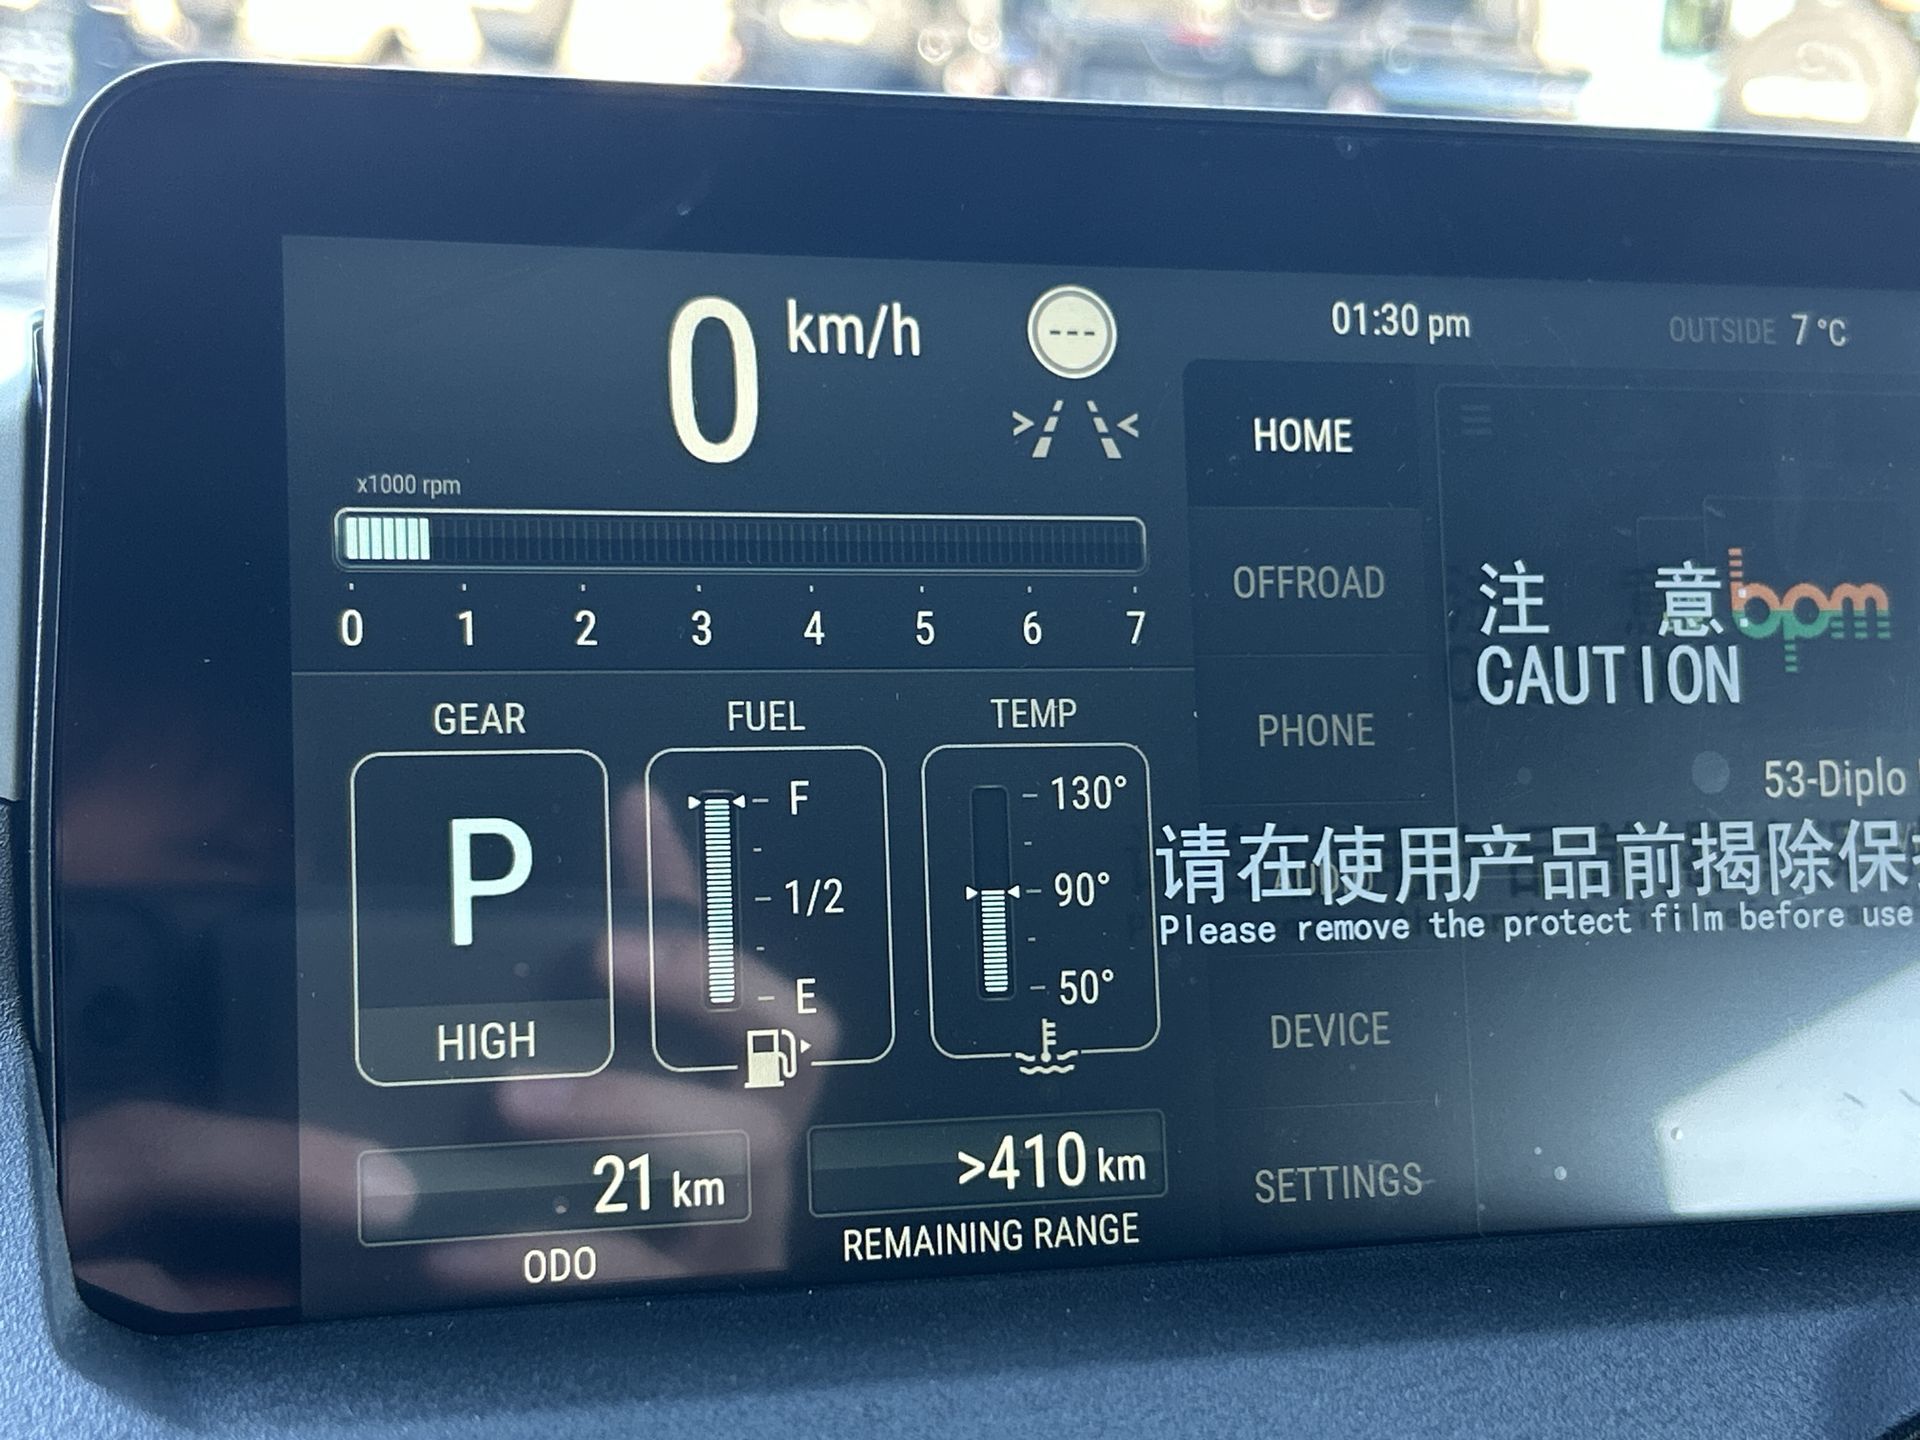 0 km/h
---
01:30 pm
OUTSIDE 7 °C
x1000 rpm
0 1 2 3 4 5 6 7
GEAR
P
HIGH
FUEL
F
1/2
E
TEMP
130°
90°
50°
21 km
ODO
>410 km
REMAINING RANGE
HOME
OFFROAD
PHONE
DEVICE
SETTINGS
注 意
CAUTION
bpm
53-Diplo
请在使用产品前揭除保
Please remove the protect film before use